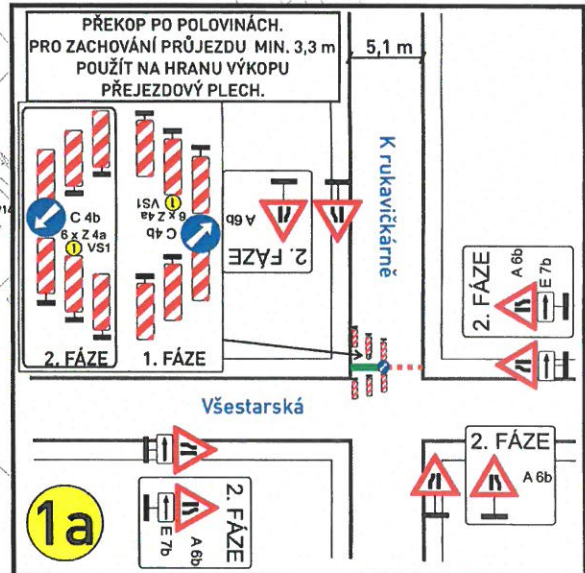 PŘEKOP PO POLOVINÁCH.
PRO ZACHOVÁNÍ PRŮJEZDU MIN. 3,3 m
POUŽÍT NA HRANU VÝKOPU
PŘEJEZDOVÝ PLECH.
5,1 m
K rukavičkárně
C 4b
6 x Z 4a
1
VS1
2. FÁZE
1
VS1
6 x Z 4a
C 4b
1. FÁZE
A 6b
2. FÁZE
2. FÁZE
A 6b
E 7b
Všestarská
2. FÁZE
A 6b
E 7b
2. FÁZE
A 6b
1a